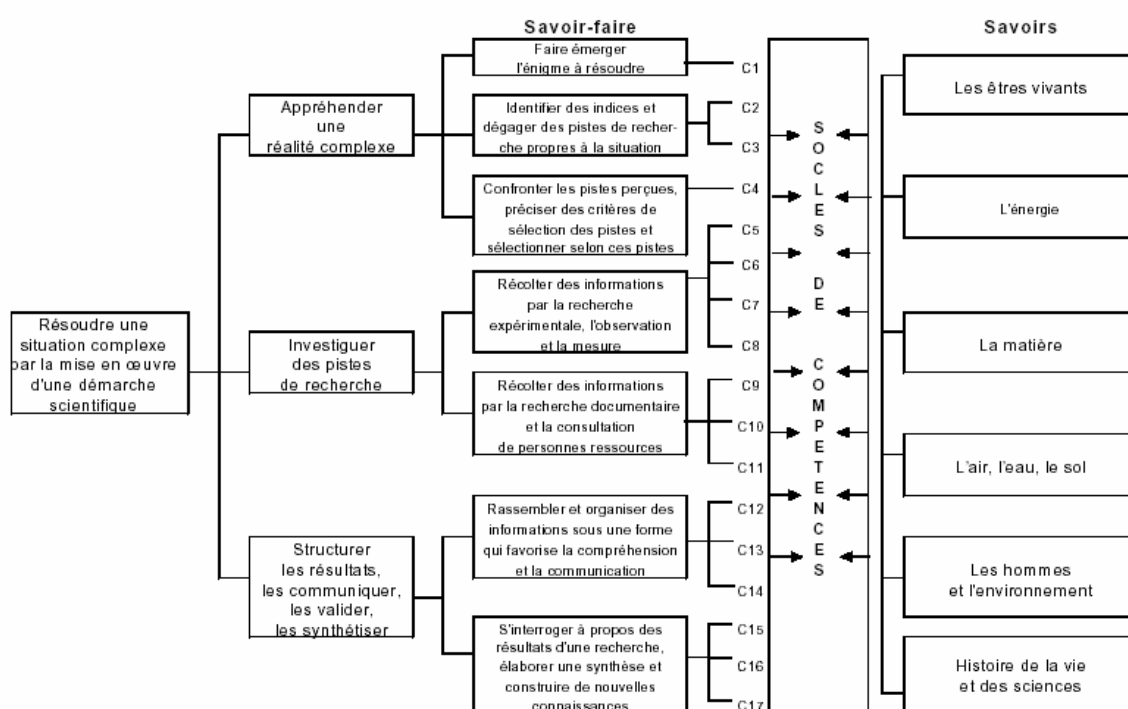 Savoir-faire
Savoirs
Résoudre une
situation complexe
par la mise en œuvre
d'une démarche
scientifique
Appréhender
une
réalité complexe
Investiguer
des pistes
de recherche
Structurer
les résultats,
les communiquer,
les valider,
les synthétiser
Faire émerger
l'énigme à résoudre
Identifier des indices et
dégager des pistes de recher-
che propres à la situation
Confronter les pistes perçues,
préciser des critères de
sélection des pistes et
sélectionner selon ces pistes
Récolter des informations
par la recherche
expérimentale, l'observation
et la mesure
Récolter des informations
par la recherche documentaire
et la consultation
de personnes ressources
Rassembler et organiser des
informations sous une forme
qui favorise la compréhension
et la communication
S'interroger à propos des
résultats d'une recherche,
élaborer une synthèse et
construire de nouvelles
connaissances
C1
C2
C3
C4
C5
C6
C7
C8
C9
C10
C11
C12
C13
C14
C15
C16
C17
SOCLES DE COMPETENCES
Les êtres vivants
L'énergie
La matière
L'air, l'eau, le sol
Les hommes
et l'environnement
Histoire de la vie
et des sciences